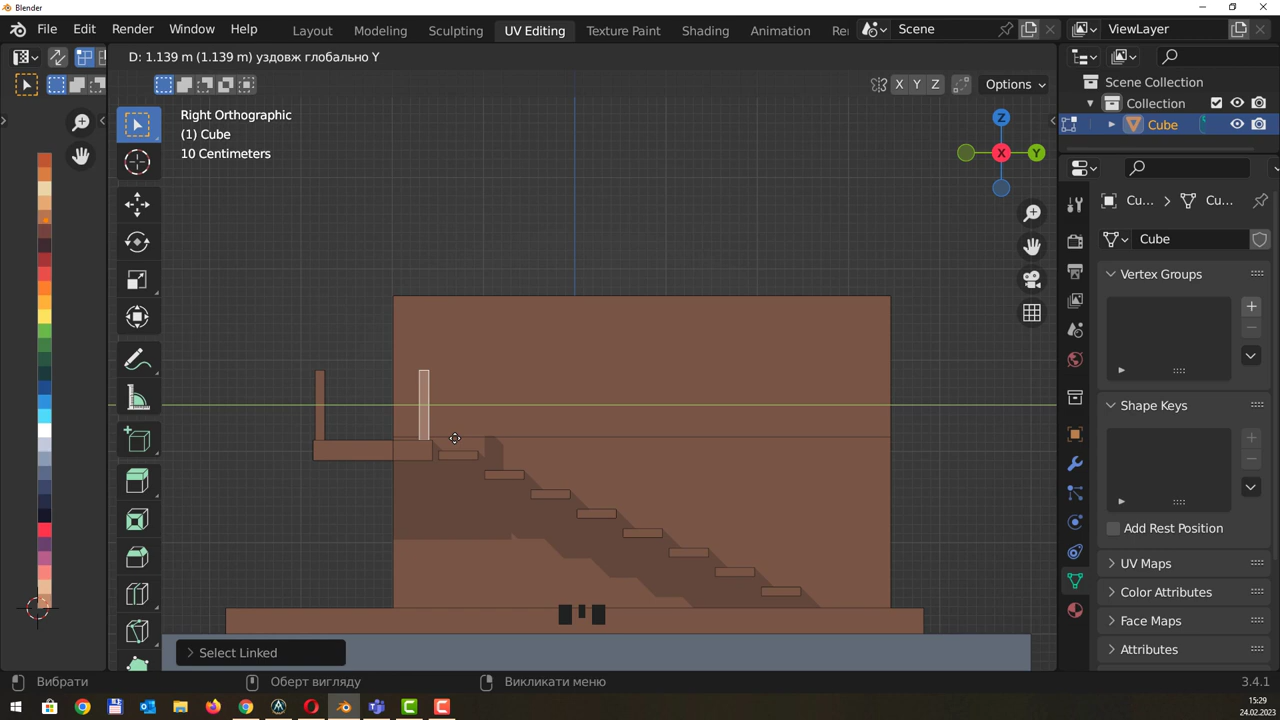 Blender
File Edit Render Window Help Layout Modeling Sculpting UV Editing Texture Paint Shading Animation Re Scene ViewLayer
D: 1.139 m (1.139 m) уздовж глобально Y
X Y Z Options
Scene Collection
Collection
Cube
Right Orthographic
(1) Cube
10 Centimeters
Z
X
Y
Cu... Cu...
Cube
Vertex Groups
Shape Keys
Add Rest Position
UV Maps
Color Attributes
Face Maps
Attributes
Select Linked
Вибрати Оберт вигляду Викликати меню 3.4.1
15:29
24.02.2023